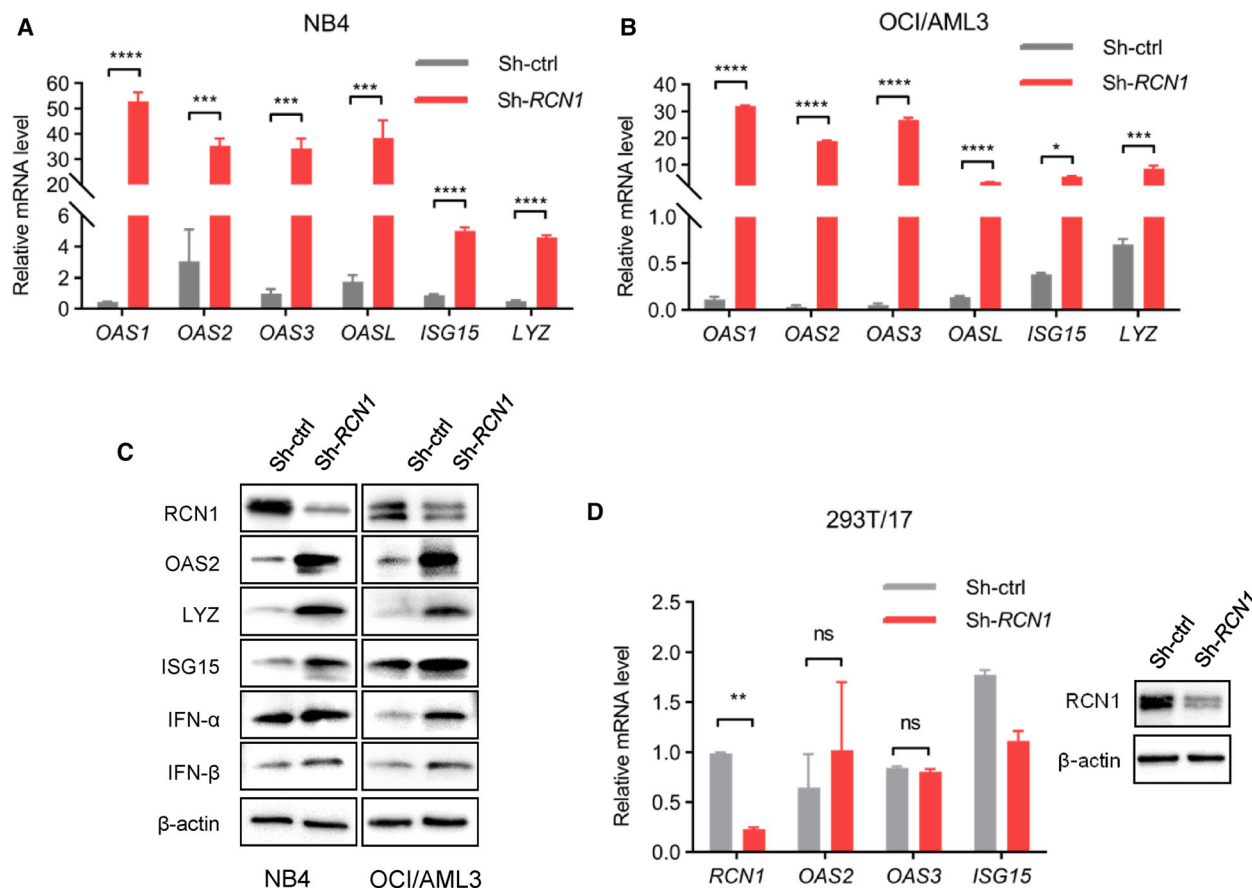 A
NB4
Sh-ctrl
Sh-RCN1
Relative mRNA level
60
50
40
30
20
6
4
2
0
****
***
***
***
****
****
OAS1 OAS2 OAS3 OASL ISG15 LYZ
B
OCI/AML3
Sh-ctrl
Sh-RCN1
Relative mRNA level
40
30
20
10
1.0
0.5
0.0
****
****
****
****
*
***
OAS1 OAS2 OAS3 OASL ISG15 LYZ
C
Sh-ctrl Sh-RCN1 Sh-ctrl Sh-RCN1
RCN1
OAS2
LYZ
ISG15
IFN-α
IFN-β
β-actin
NB4 OCI/AML3
D
293T/17
Sh-ctrl
Sh-RCN1
Relative mRNA level
2.5
2.0
1.5
1.0
0.5
0.0
**
ns
ns
RCN1 OAS2 OAS3 ISG15
Sh-ctrl Sh-RCN1
RCN1
β-actin